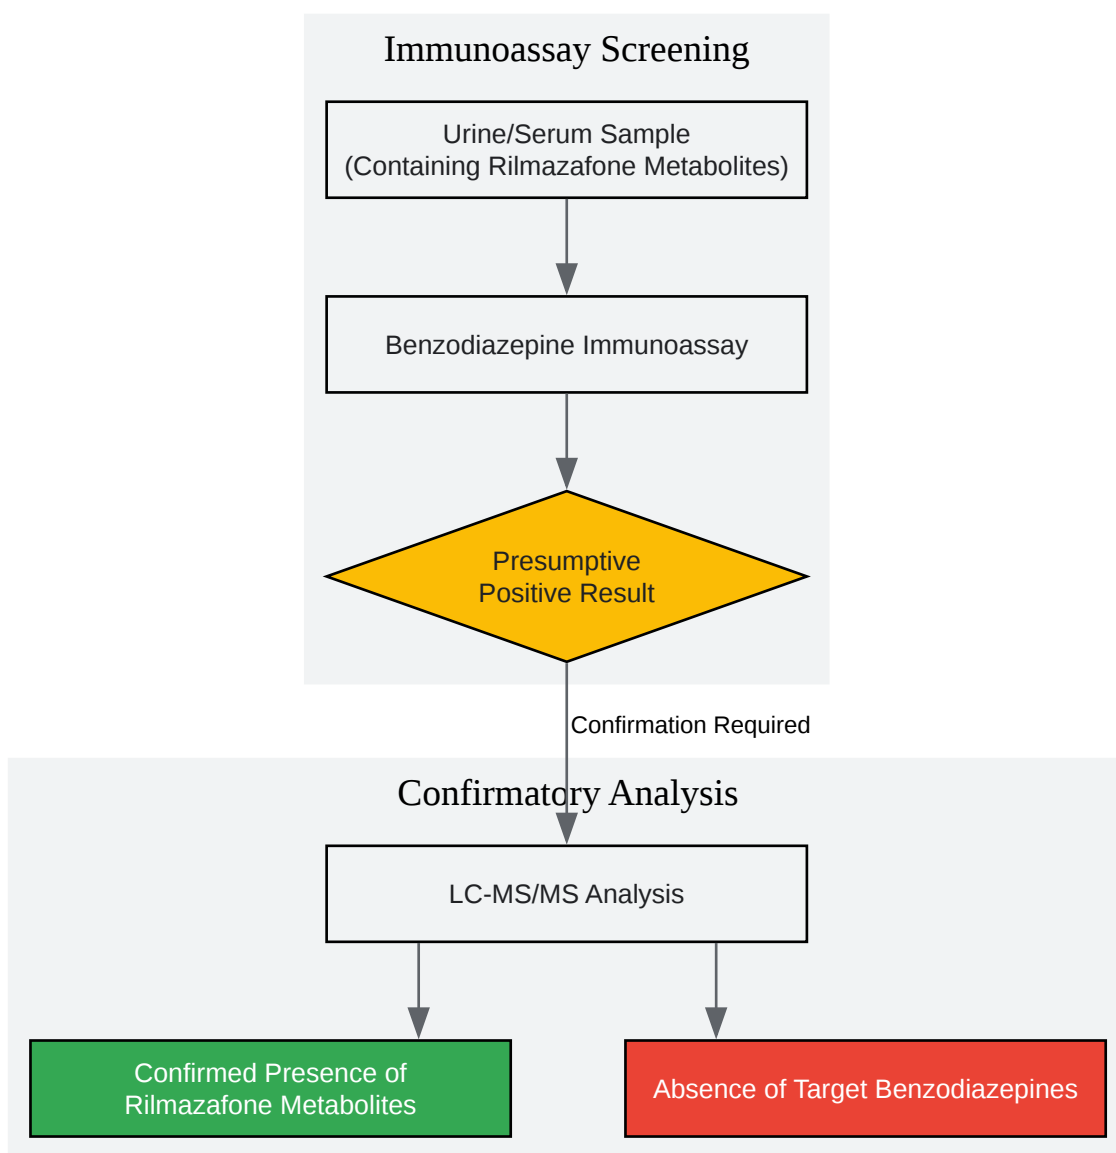 Immunoassay Screening
Urine/Serum Sample
(Containing Rilmazafone Metabolites)
Benzodiazepine Immunoassay
Presumptive
Positive Result
Confirmation Required
Confirmatory Analysis
LC-MS/MS Analysis
Confirmed Presence of
Rilmazafone Metabolites
Absence of Target Benzodiazepines